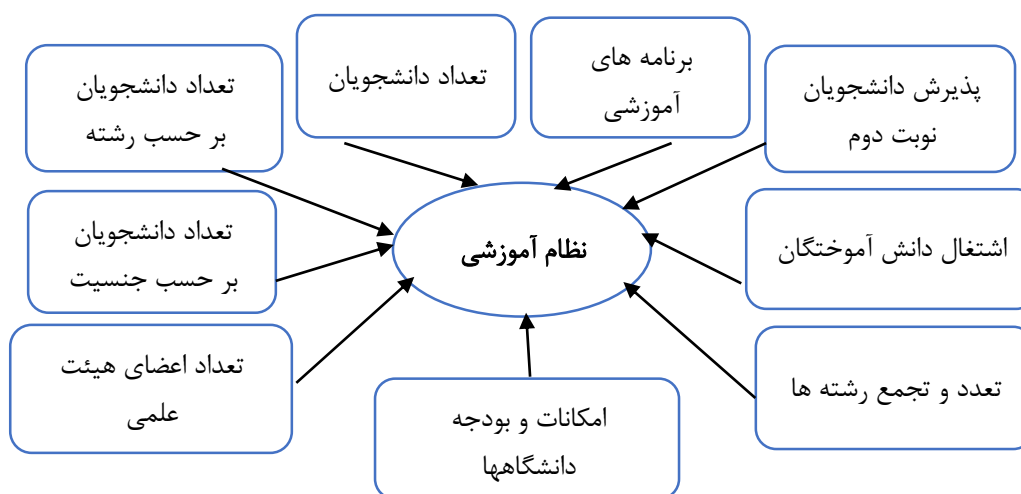 برنامه های
آموزشی
تعداد دانشجویان
پذیرش دانشجویان
نوبت دوم
تعداد دانشجویان
بر حسب رشته
اشتغال دانش آموختگان
نظام آموزشی
تعداد دانشجویان
بر حسب جنسیت
تعدد و تجمع رشته ها
تعداد اعضای هیئت
علمی
امکانات و بودجه
دانشگاهها